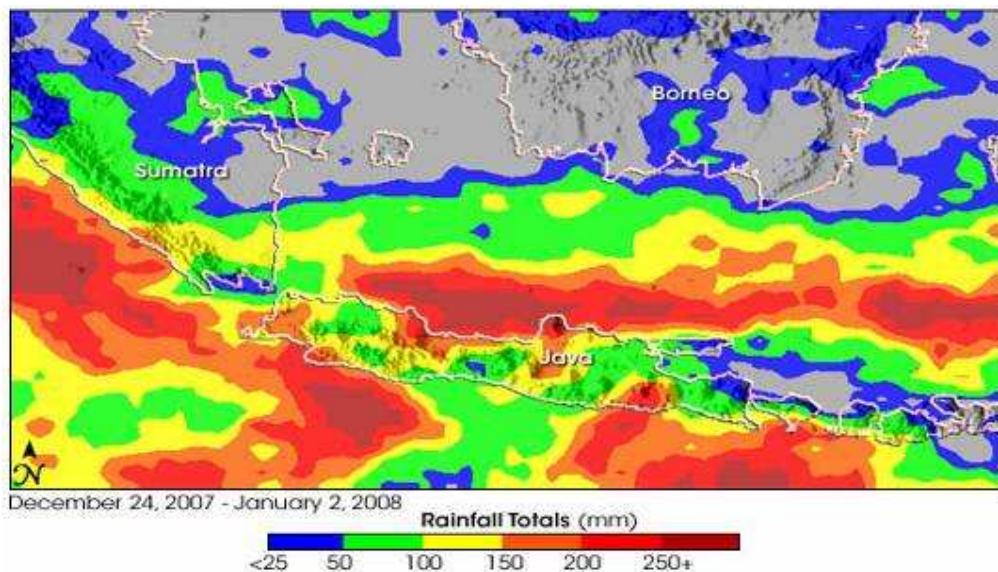 Borneo
Sumatra
Java
N
December 24, 2007 - January 2, 2008
Rainfall Totals (mm)
<25 50 100 150 200 250+